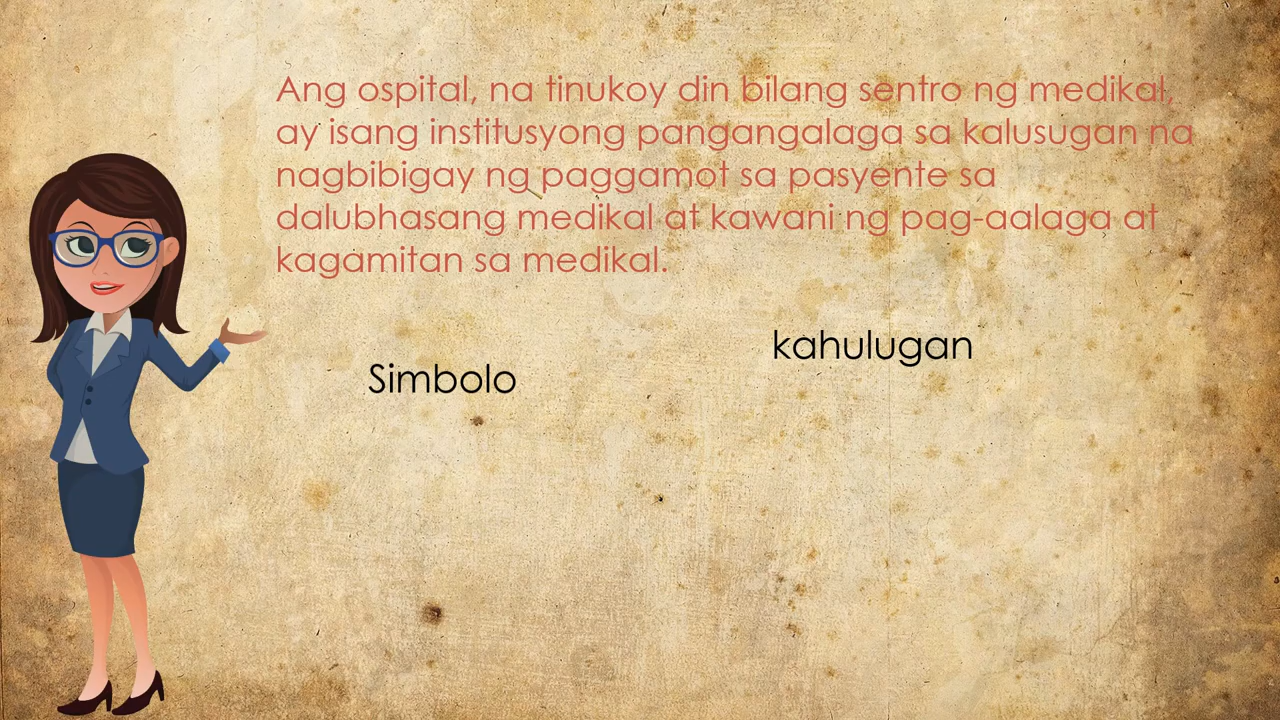 Ang ospital, na tinukoy din bilang sentro ng medikal,
ay isang institusyong pangangalaga sa kalusugan na
nagbibigay ng paggamot sa pasyente sa
dalubhasang medikal at kawani ng pag-aalaga at
kagamitan sa medikal.
kahulugan
Simbolo